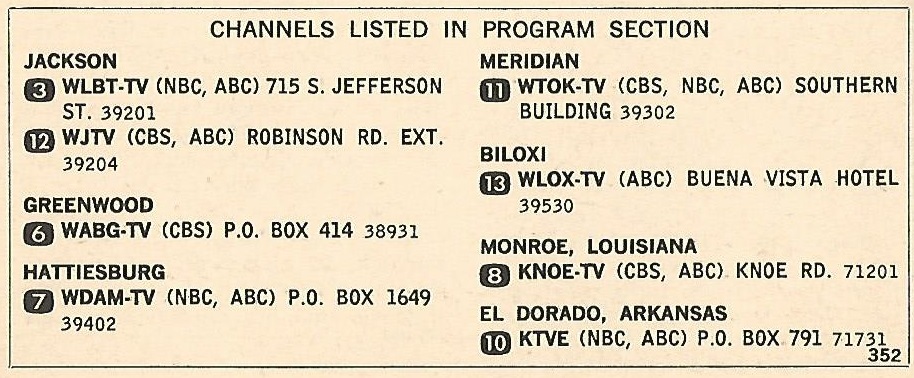 CHANNELS LISTED IN PROGRAM SECTION
JACKSON
3 WLBT-TV (NBC, ABC) 715 S. JEFFERSON
ST. 39201
12 WJTV (CBS, ABC) ROBINSON RD. EXT.
39204
GREENWOOD
6 WABG-TV (CBS) P.O. BOX 414 38931
HATTIESBURG
7 WDAM-TV (NBC, ABC) P.O. BOX 1649
39402
MERIDIAN
11 WTOK-TV (CBS, NBC, ABC) SOUTHERN
BUILDING 39302
BILOXI
13 WLOX-TV (ABC) BUENA VISTA HOTEL
39530
MONROE, LOUISIANA
8 KNOE-TV (CBS, ABC) KNOE RD. 71201
EL DORADO, ARKANSAS
10 KTVE (NBC, ABC) P.O. BOX 791 71731
352